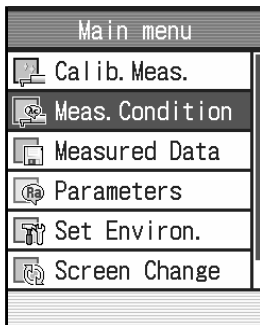 Main menu
Calib.Meas.
Meas.Condition
Measured Data
Parameters
Set Environ.
Screen Change